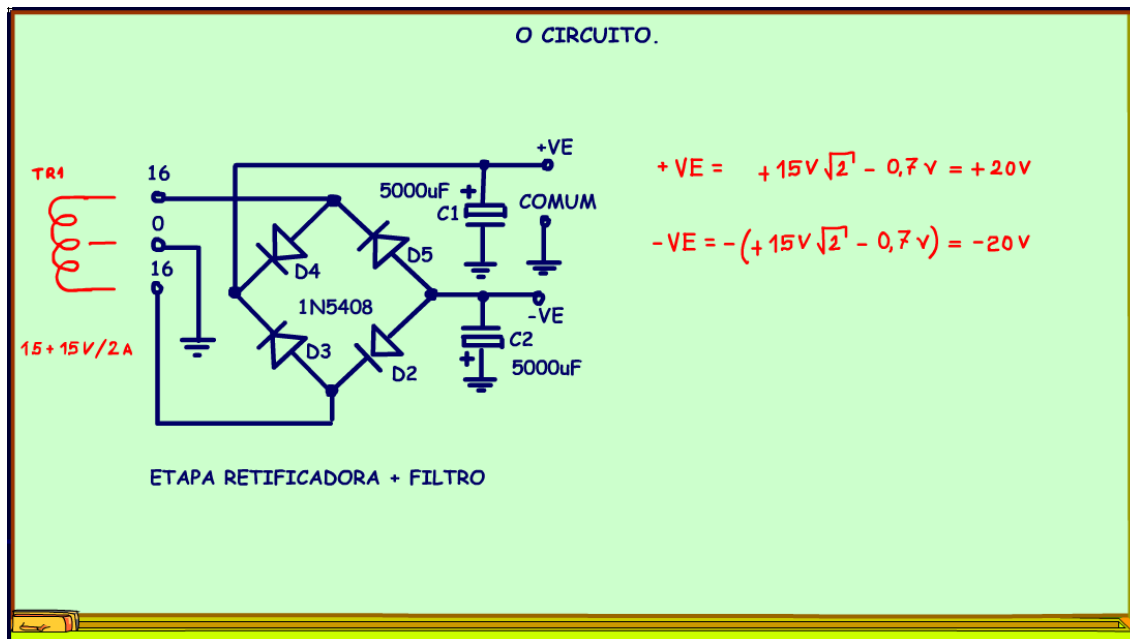 O CIRCUITO.
+VE
TR1
16
+VE = +15V√2 - 0,7V = +20V
5000uF +
COMUM
C1
0
-VE = -(+15V√2 - 0,7V) = -20V
D4
D5
16
1N5408
-VE
15+15V/2A
D3
C2
+
5000uF
D2
ETAPA RETIFICADORA + FILTRO